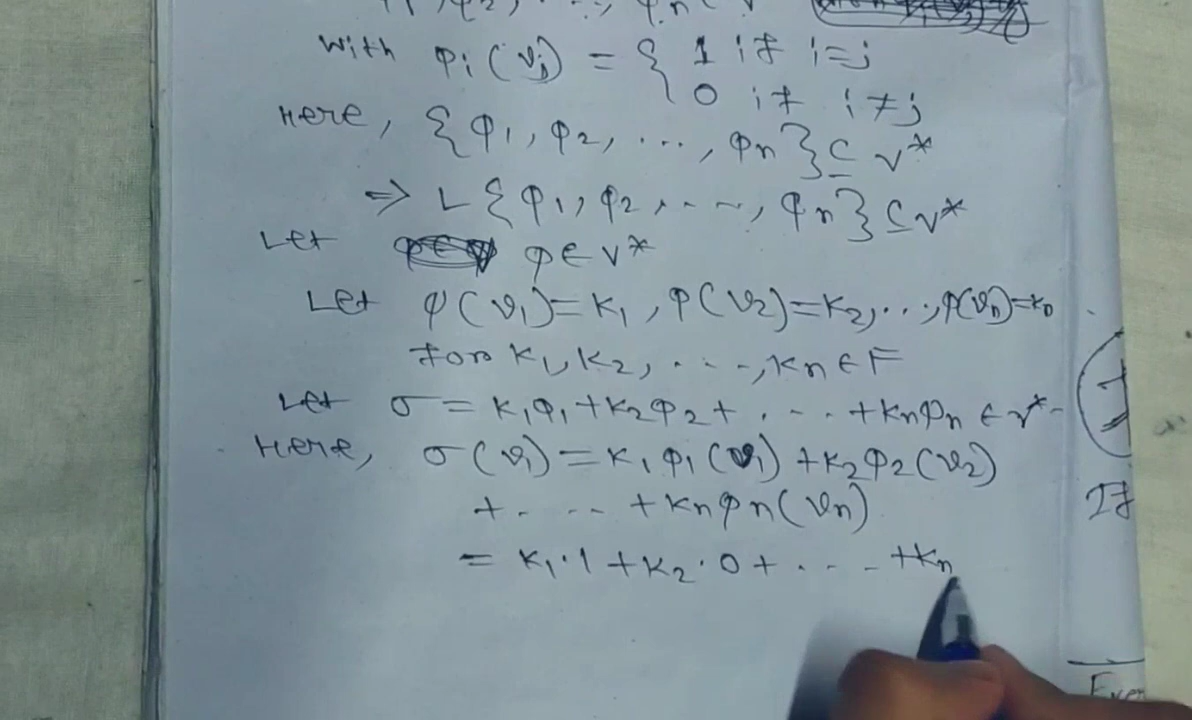 with φi(vj) = { 1 if i=j
0 if i≠j
Here, {φ1, φ2, ..., φn} ⊆ V*
=> L{φ1, φ2, ..., φn} ⊆ V*
Let φ ∈ V*
Let φ(v1)=k1, φ(v2)=k2, ..., φ(vn)=kn
for k1, k2, ..., kn ∈ F
Let σ = k1φ1+k2φ2+ .... +knφn ∈ V*
Here, σ(v1) = k1φ1(v1) +k2φ2(v2)
+ .... + knφn(vn)
= k1.1 + k2.0 + .... +kn
If